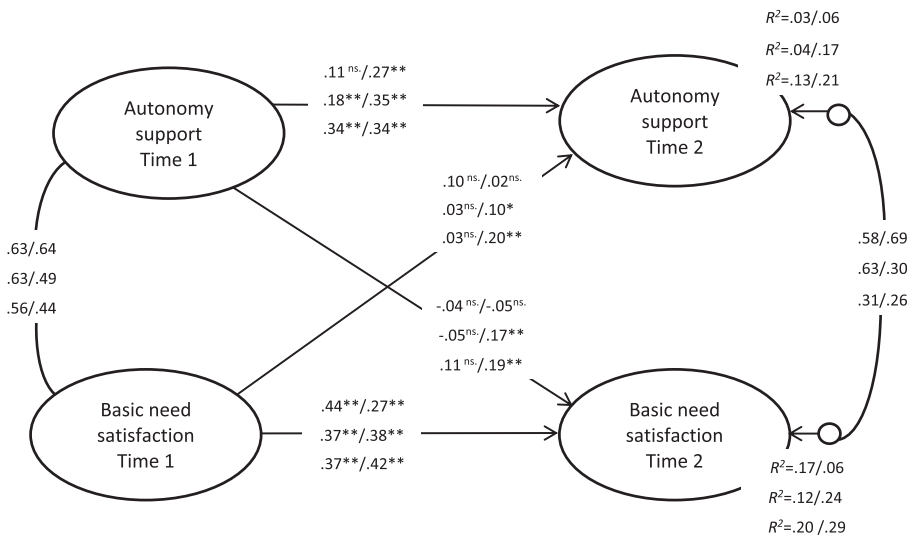 R²=.03/.06
R²=.04/.17
R²=.13/.21
.11 ns./.27**
.18**/.35**
.34**/.34**
Autonomy
support
Time 1
Autonomy
support
Time 2
.10 ns./.02ns.
.03ns./.10*
.03ns./.20**
.63/.64
.63/.49
.56/.44
.58/.69
.63/.30
.31/.26
-.04 ns./-.05ns.
-.05ns./.17**
.11 ns./.19**
Basic need
satisfaction
Time 1
.44**/.27**
.37**/.38**
.37**/.42**
Basic need
satisfaction
Time 2
R²=.17/.06
R²=.12/.24
R²=.20 /.29